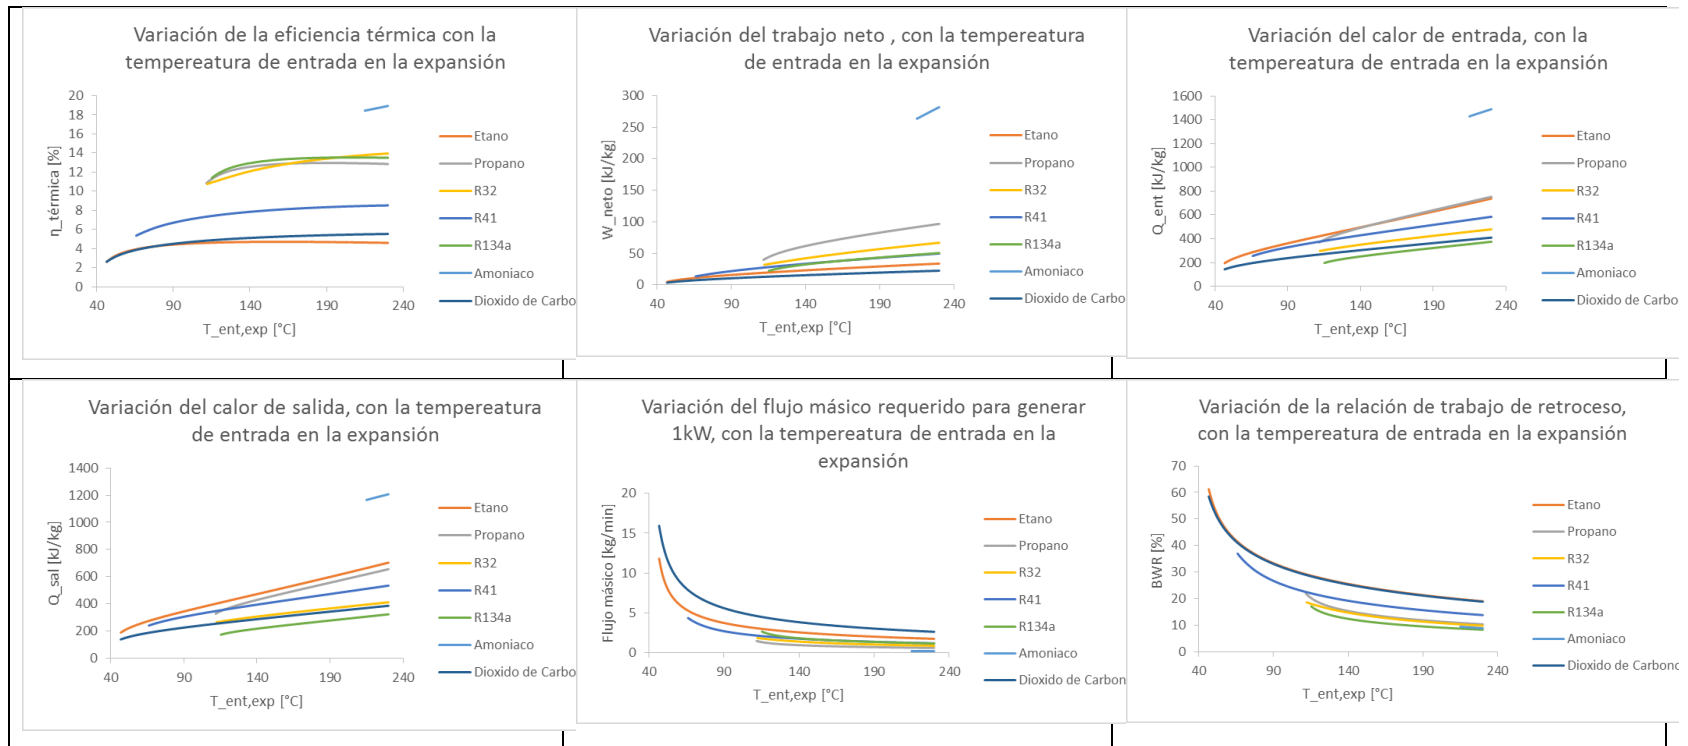 Variación de la eficiencia térmica con la
tempereatura de entrada en la expansión
20
18
16
14
12
10
8
6
4
2
0
η_térmica [%]
40
90
140
190
240
T_ent,exp [°C]
Etano
Propano
R32
R41
R134a
Amoniaco
Dioxido de Carbo
Variación del trabajo neto , con la tempereatura
de entrada en la expansión
300
250
200
150
100
50
0
W_neto [kJ/kg]
40
90
140
190
240
T_ent,exp [°C]
Etano
Propano
R32
R41
R134a
Amoniaco
Dioxido de Carbo
Variación del calor de entrada, con la
tempereatura de entrada en la expansión
1600
1400
1200
1000
800
600
400
200
0
Q_ent [kJ/kg]
40
90
140
190
240
T_ent,exp [°C]
Etano
Propano
R32
R41
R134a
Amoniaco
Dioxido de Carbo
Variación del calor de salida, con la tempereatura
de entrada en la expansión
1400
1200
1000
800
600
400
200
0
Q_sal [kJ/kg]
40
90
140
190
240
T_ent,exp [°C]
Etano
Propano
R32
R41
R134a
Amoniaco
Dioxido de Carbo
Variación del flujo másico requerido para generar
1kW, con la tempereatura de entrada en la
expansión
20
15
10
5
0
Flujo másico [kg/min]
40
90
140
190
240
T_ent,exp [°C]
Etano
Propano
R32
R41
R134a
Amoniaco
Dioxido de Carbon
Variación de la relación de trabajo de retroceso,
con la tempereatura de entrada en la expansión
70
60
50
40
30
20
10
0
BWR [%]
40
90
140
190
240
T_ent,exp [°C]
Etano
Propano
R32
R41
R134a
Amoniaco
Dioxido de Carbono